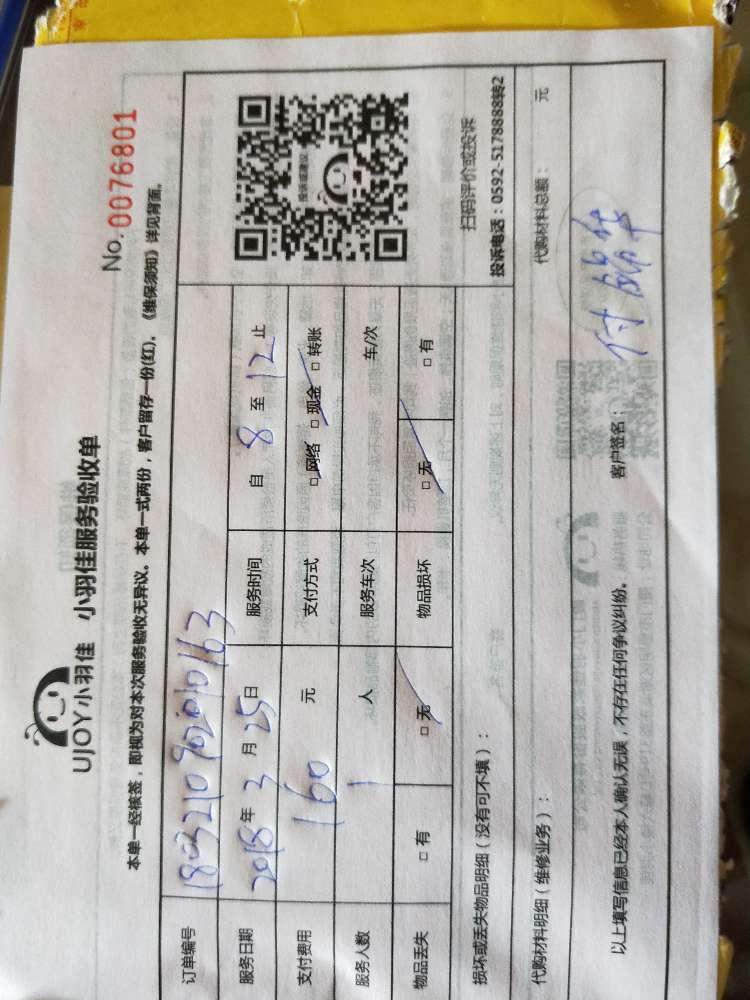 UJOY小羽佳 小羽佳服务验收单
No. 0076801
本单一经核签，即视为对本次服务验收无异议。本单一式两份，客户留存一份(红)，《维保须知》详见背面。
订单编号 180321090201010163
服务日期 2018年3月25日 服务时间 自 8 至 12 止
支付费用 160 元 支付方式 □网络 □现金 □转账
服务人数 1 人 服务车次 车/次
物品丢失 □有 □无 物品损坏 □无 □有
投诉或建议
扫码评价或投诉
投诉电话：0592-5178888转2
损坏或丢失物品明细（没有可不填）：
代购材料明细（维修业务）： 代购材料总额： 元
以上填写信息已经本人确认无误，不存在任何争议纠纷。 客户签名：